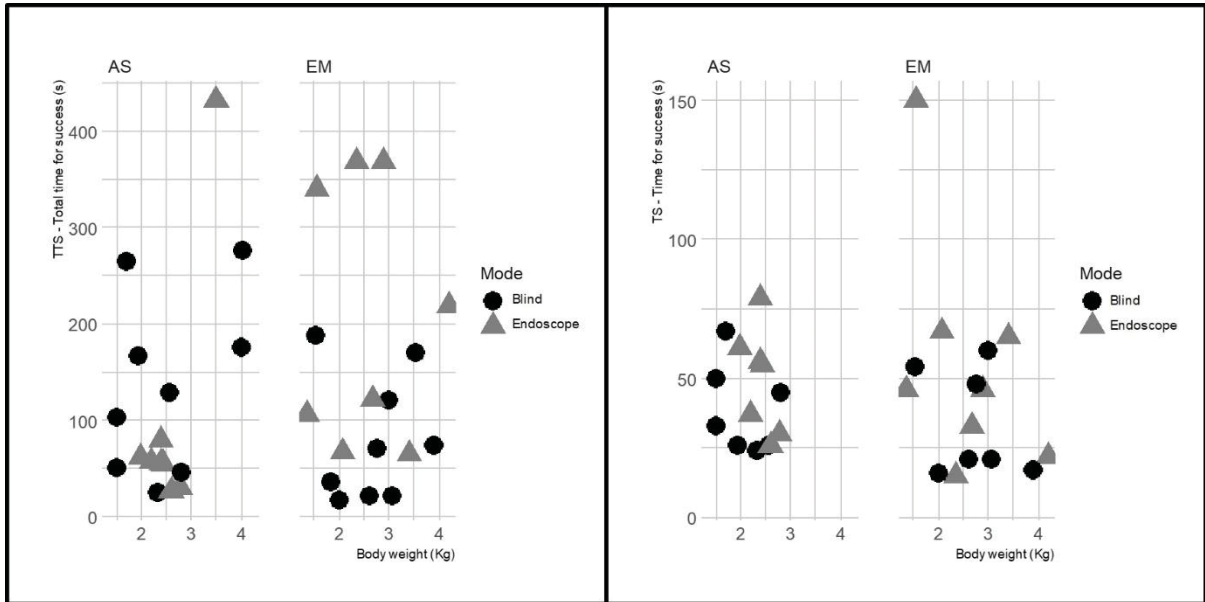 AS
EM
TTS - Total time for success (s)
400
300
200
100
0
2
3
4
2
3
4
Body weight (Kg)
Mode
Blind
Endoscope
AS
EM
TS - Time for success (s)
150
100
50
0
2
3
4
2
3
4
Body weight (Kg)
Mode
Blind
Endoscope